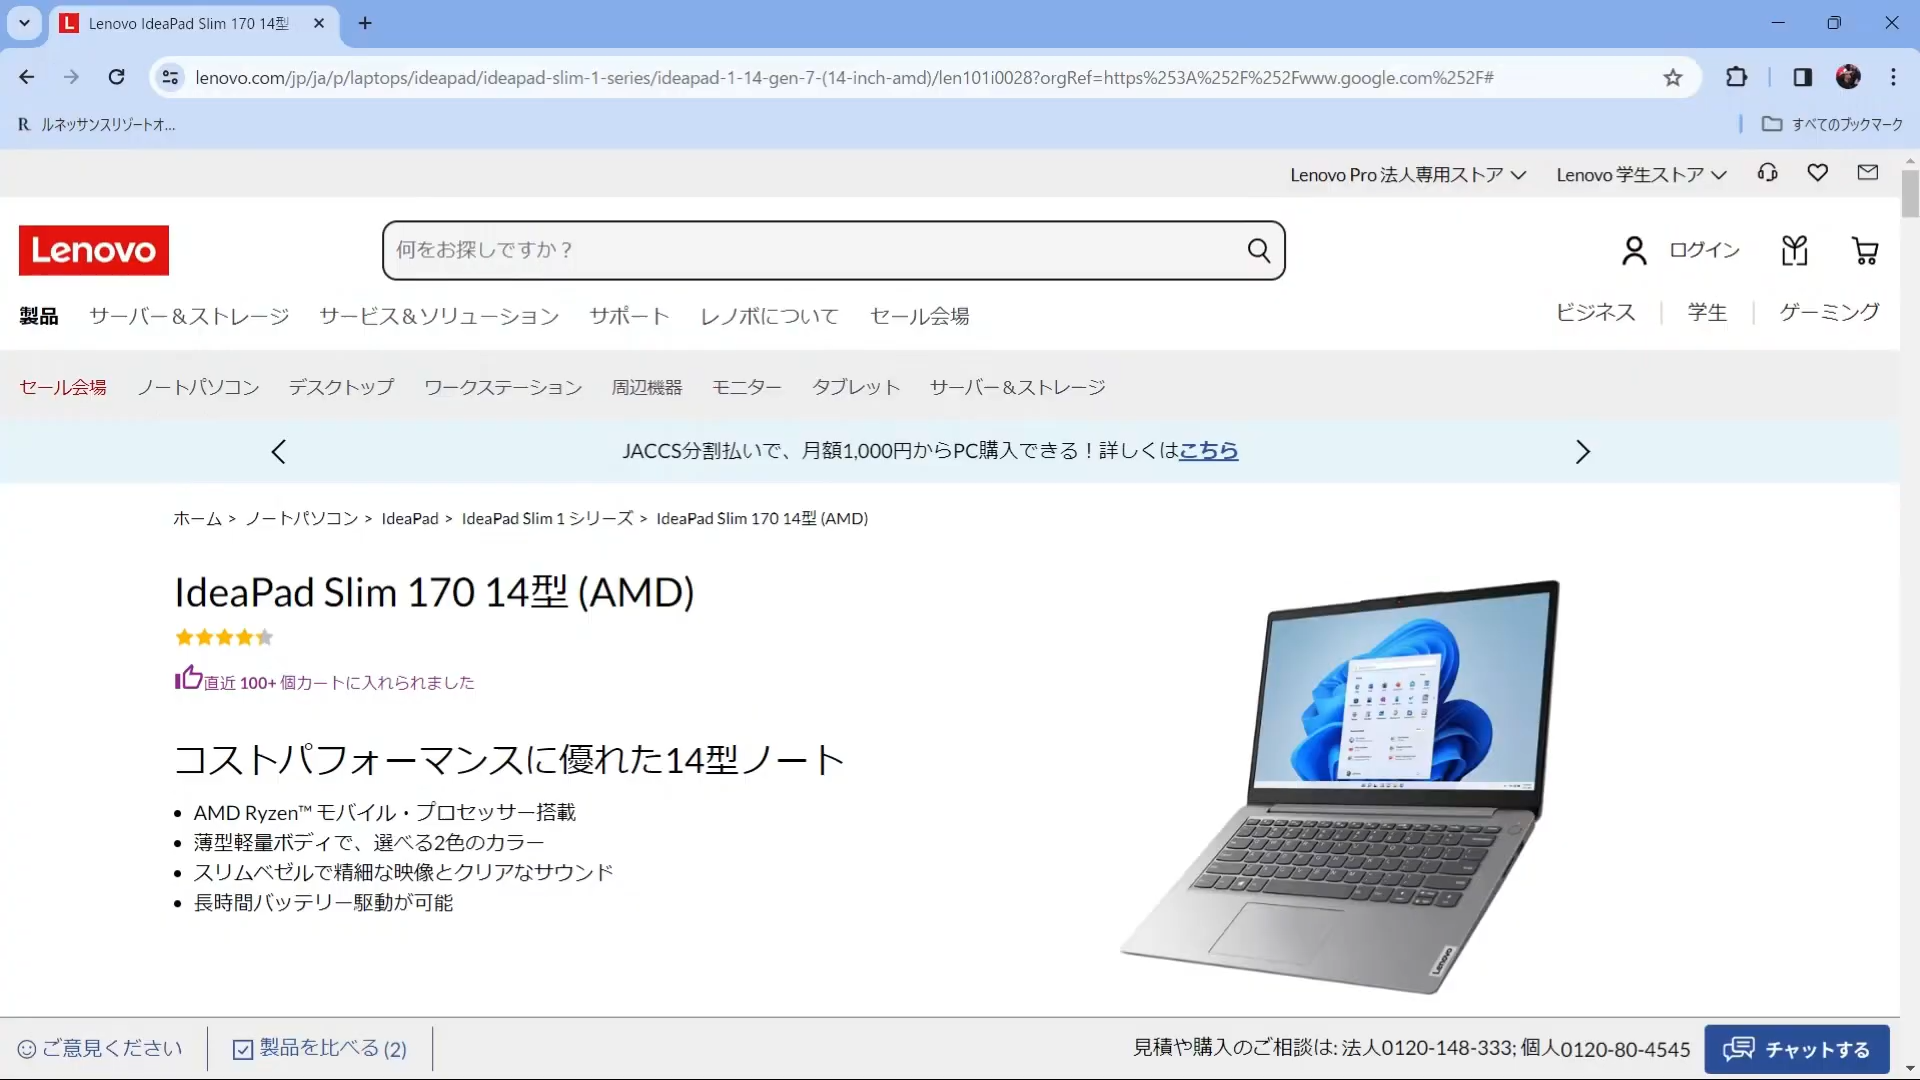 Lenovo IdeaPad Slim 170 14型
lenovo.com/jp/ja/p/laptops/ideapad/ideapad-slim-1-series/ideapad-1-14-gen-7-(14-inch-amd)/len101i0028?orgRef=https%253A%252F%252Fwww.google.com%252F#
R ルネッサンスリゾートオ...
すべてのブックマーク
Lenovo Pro 法人専用ストア
Lenovo 学生ストア
Lenovo
何をお探しですか？
ログイン
製品 サーバー＆ストレージ サービス＆ソリューション サポート レノボについて セール会場
ビジネス | 学生 | ゲーミング
セール会場 ノートパソコン デスクトップ ワークステーション 周辺機器 モニター タブレット サーバー＆ストレージ
JACCS分割払いで、月額1,000円からPC購入できる！詳しくはこちら
ホーム > ノートパソコン > IdeaPad > IdeaPad Slim 1 シリーズ > IdeaPad Slim 170 14型 (AMD)
IdeaPad Slim 170 14型 (AMD)
直近 100+ 個カートに入れられました
コストパフォーマンスに優れた14型ノート
• AMD Ryzen™ モバイル・プロセッサー搭載
• 薄型軽量ボディで、選べる2色のカラー
• スリムベゼルで精細な映像とクリアなサウンド
• 長時間バッテリー駆動が可能
Lenovo
ご意見ください
製品を比べる (2)
見積や購入のご相談は: 法人0120-148-333; 個人0120-80-4545
チャットする